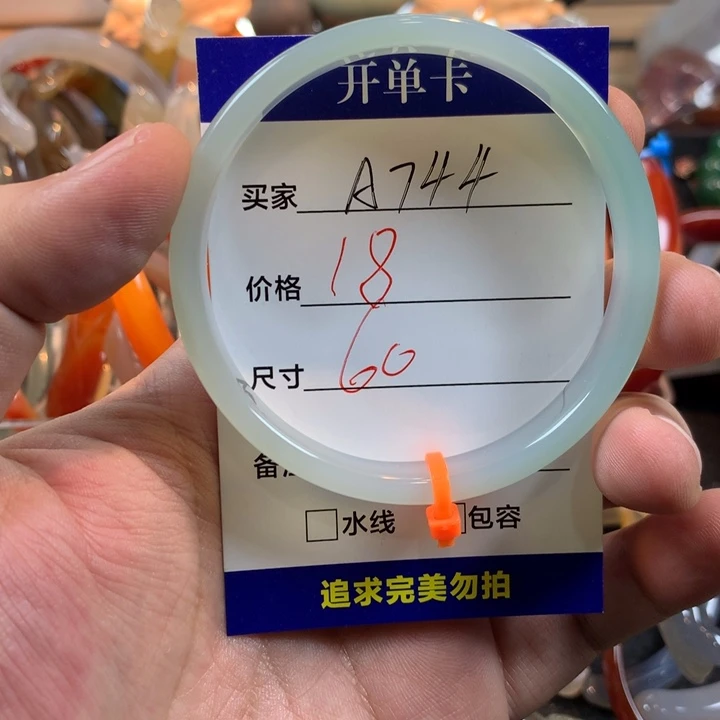 开单卡
买家 A744
价格 18
尺寸 60
备
水线 包容
追求完美勿拍